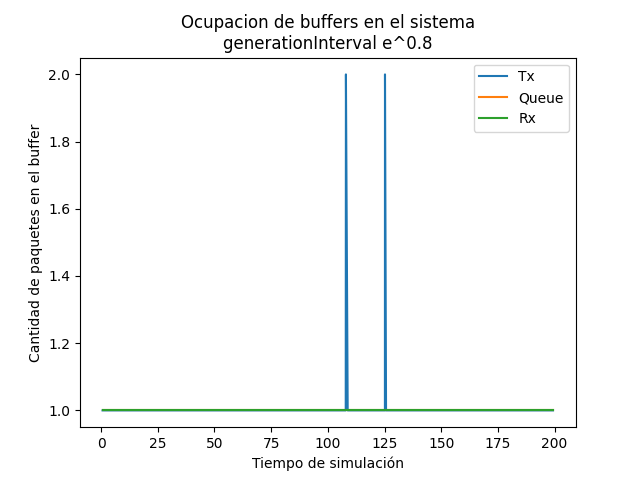 Ocupacion de buffers en el sistema
generationInterval e^0.8
Tx
Queue
Rx
Cantidad de paquetes en el buffer
2.0
1.8
1.6
1.4
1.2
1.0
0 25 50 75 100 125 150 175 200
Tiempo de simulación